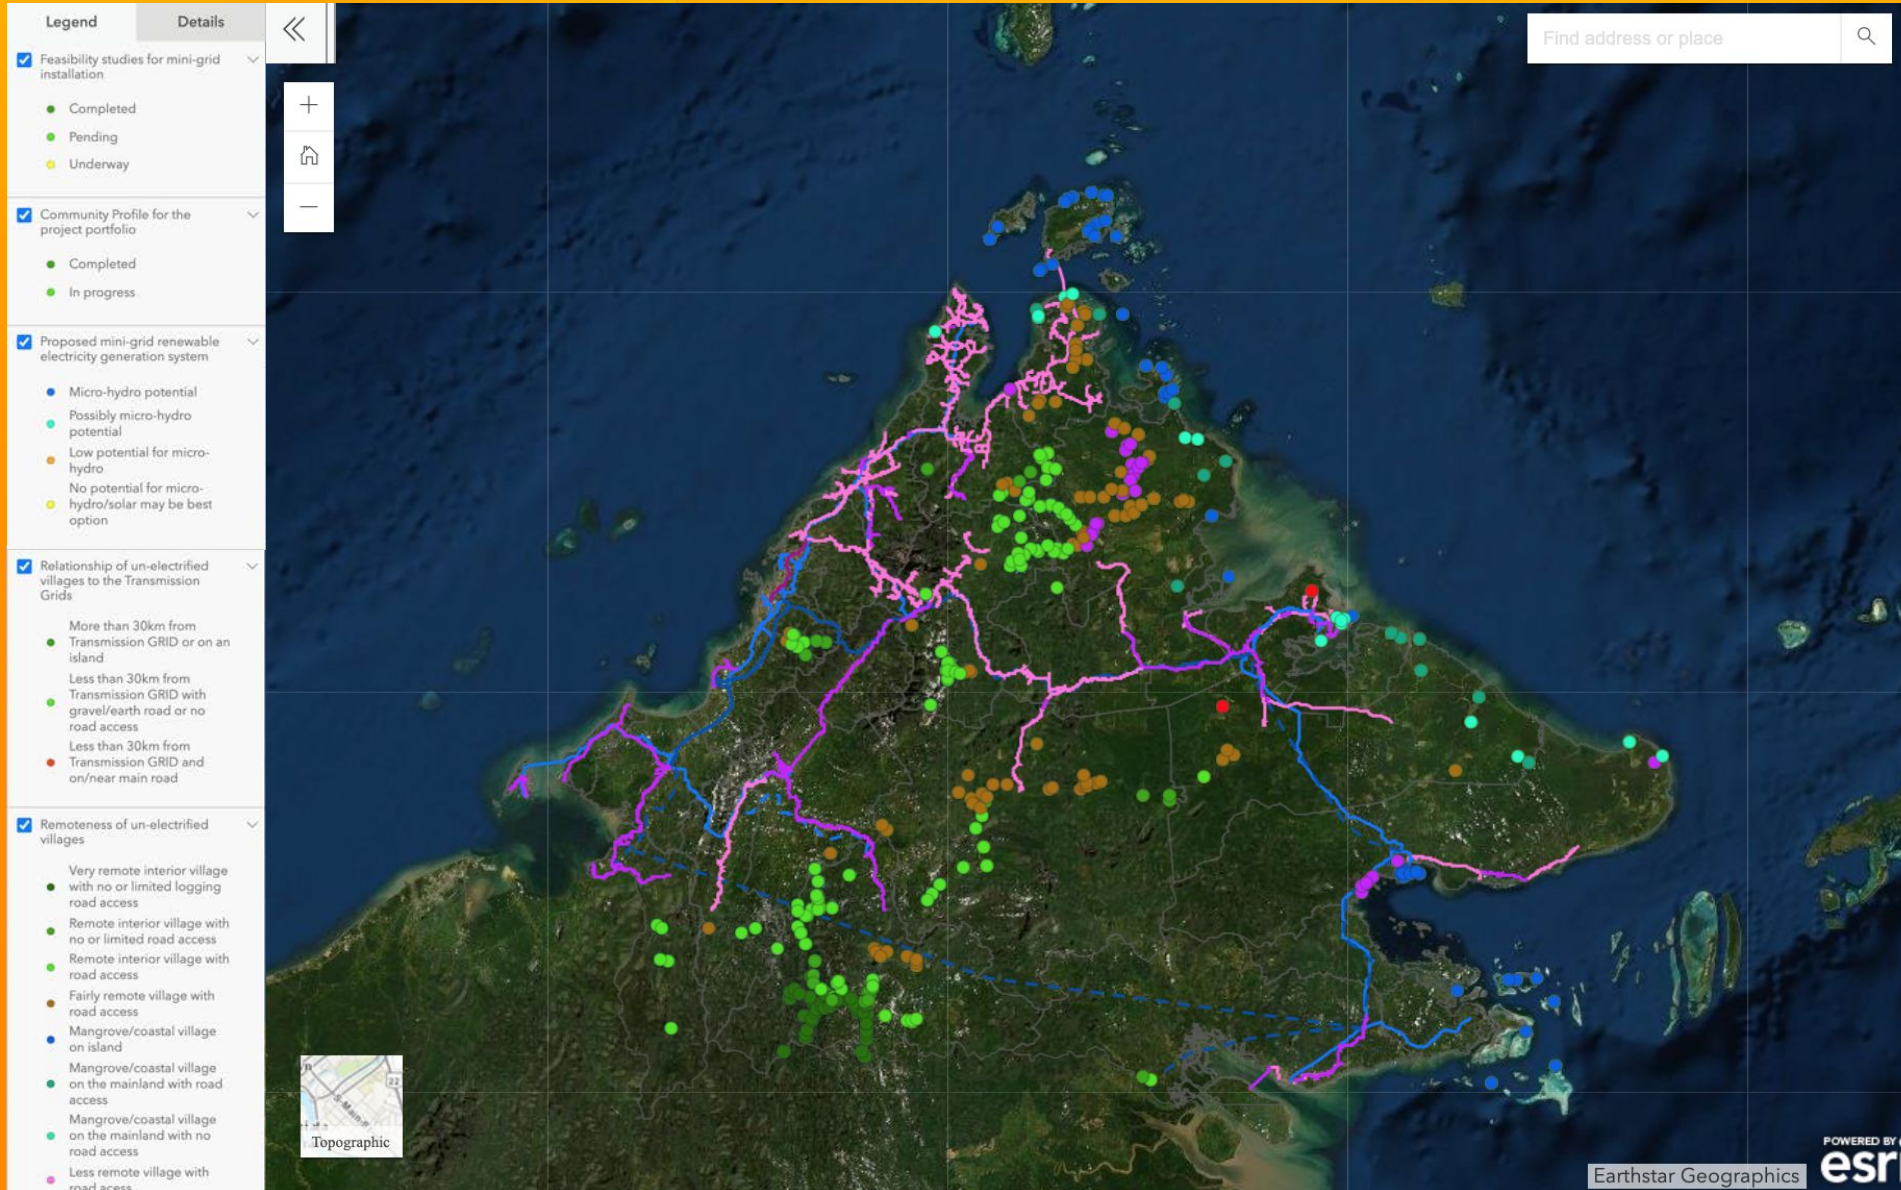 Legend
Details
Find address or place
Feasibility studies for mini-grid
installation
Completed
Pending
Underway
Community Profile for the
project portfolio
Completed
In progress
Proposed mini-grid renewable
electricity generation system
Micro-hydro potential
Possibly micro-hydro
potential
Low potential for micro-
hydro
No potential for micro-
hydro/solar may be best
option
Relationship of un-electrified
villages to the Transmission
Grids
More than 30km from
Transmission GRID or on an
island
Less than 30km from
Transmission GRID with
gravel/earth road or no
road access
Less than 30km from
Transmission GRID and
on/near main road
Remoteness of un-electrified
villages
Very remote interior village
with no or limited logging
road access
Remote interior village with
no or limited road access
Remote interior village with
road access
Fairly remote village with
road access
Mangrove/coastal village
on island
Mangrove/coastal village
on the mainland with road
access
Mangrove/coastal village
on the mainland with no
road access
Less remote village with
road acess
22
S-Main
Topographic
POWERED BY
esri
Earthstar Geographics